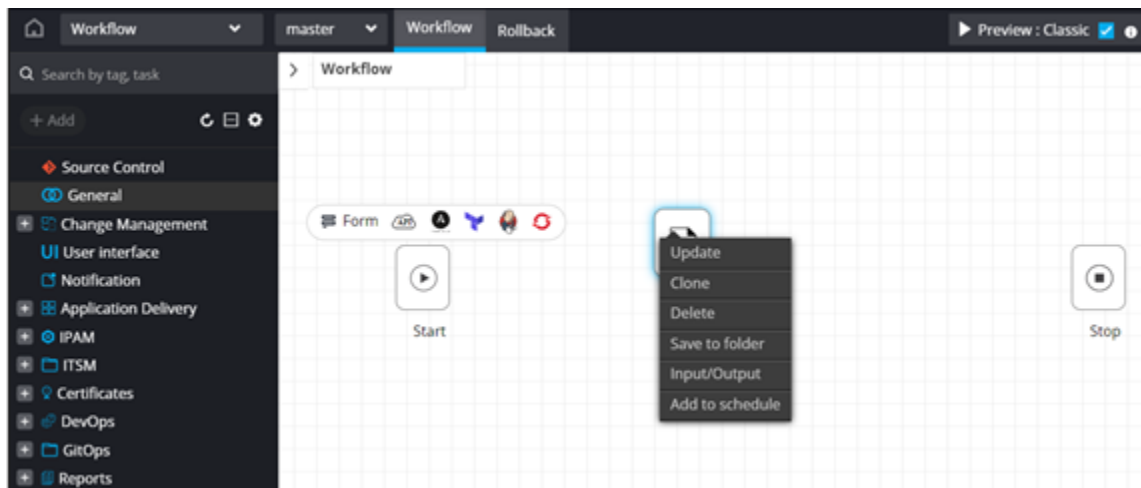 Workflow master Workflow Rollback Preview : Classic
Search by tag, task
Workflow
+ Add
Source Control
General
Change Management
UI User interface
Notification
Application Delivery
IPAM
ITSM
Certificates
DevOps
GitOps
Reports
Form API A
Start
Update
Clone
Delete
Save to folder
Input/Output
Add to schedule
Stop